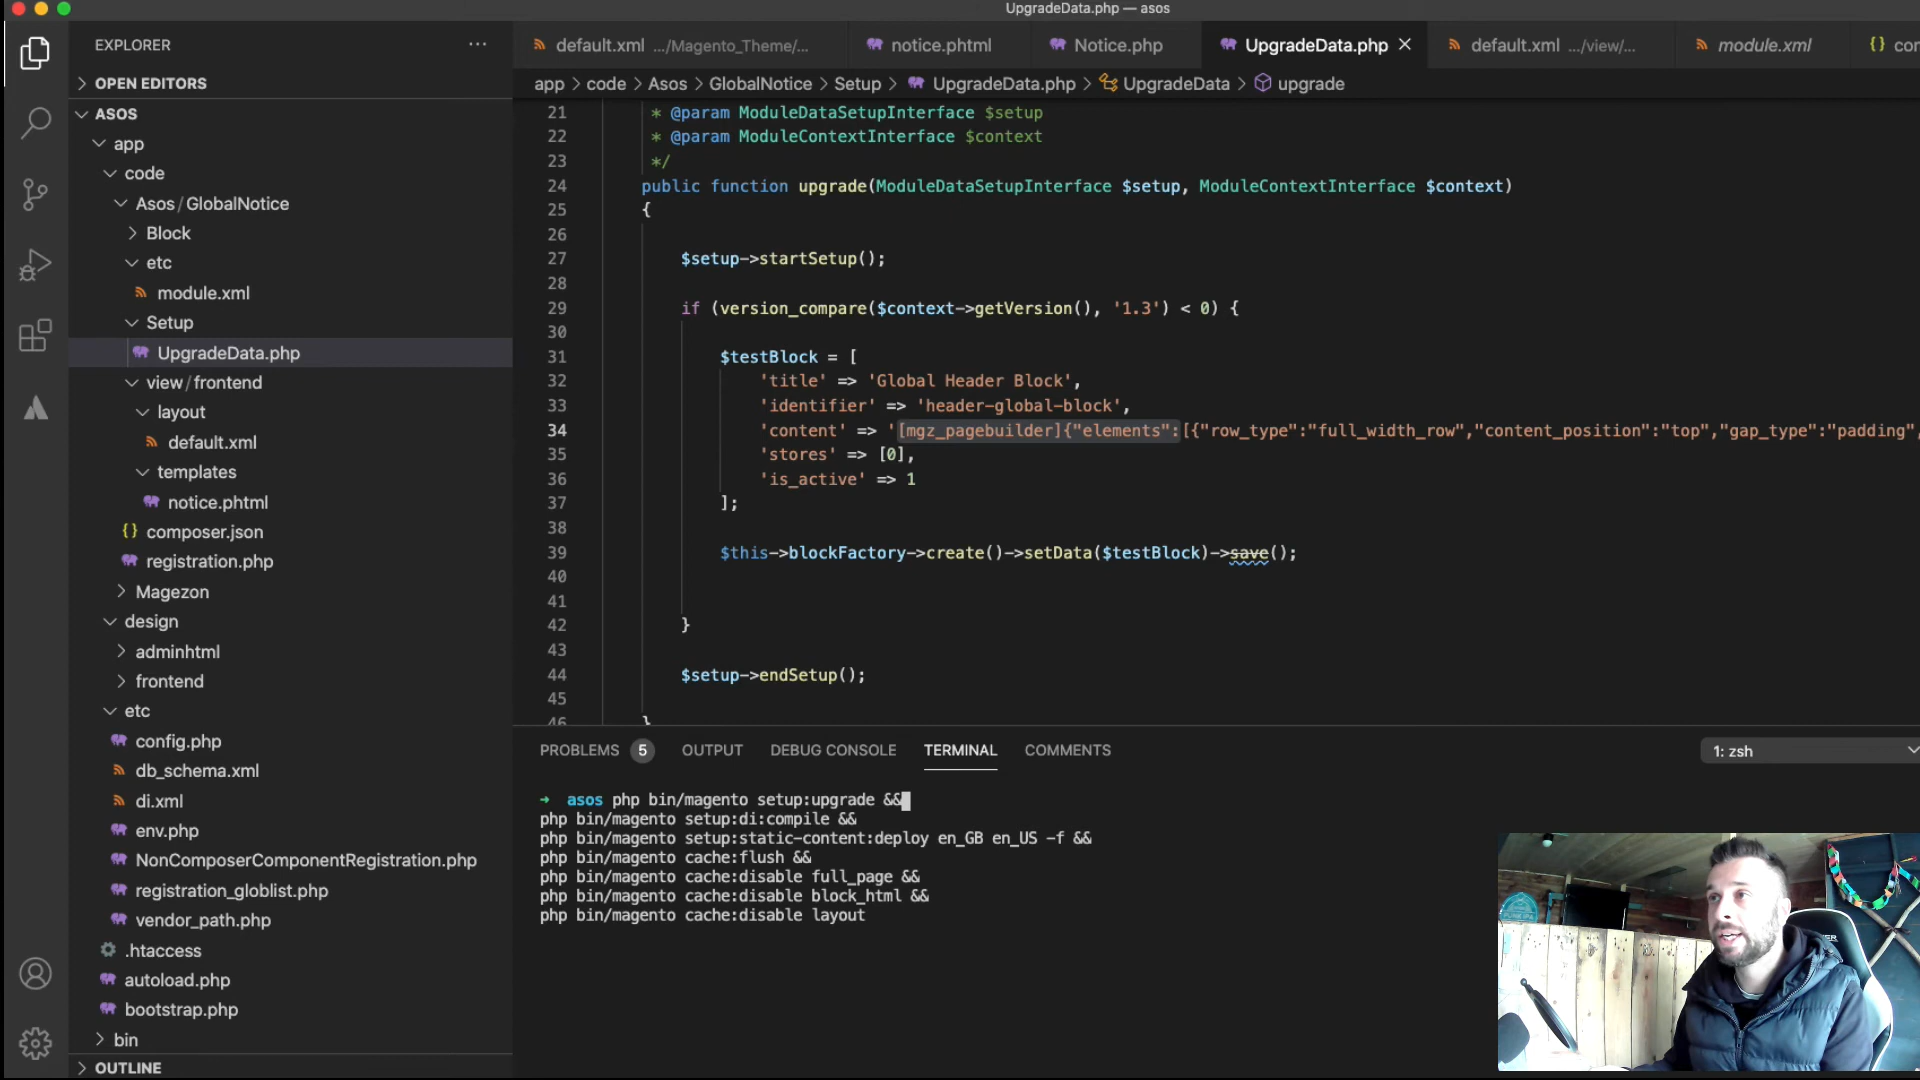 UpgradeData.php — asos
EXPLORER
OPEN EDITORS
ASOS
app
code
Asos / GlobalNotice
Block
etc
module.xml
Setup
UpgradeData.php
view / frontend
layout
default.xml
templates
notice.phtml
{} composer.json
registration.php
Magezon
design
adminhtml
frontend
etc
config.php
db_schema.xml
di.xml
env.php
NonComposerComponentRegistration.php
registration_globlist.php
vendor_path.php
.htaccess
autoload.php
bootstrap.php
bin
OUTLINE
default.xml .../Magento_Theme/... notice.phtml Notice.php UpgradeData.php default.xml .../view/... module.xml {} con
app > code > Asos > GlobalNotice > Setup > UpgradeData.php > UpgradeData > upgrade
21 * @param ModuleDataSetupInterface $setup
22 * @param ModuleContextInterface $context
23 */
24 public function upgrade(ModuleDataSetupInterface $setup, ModuleContextInterface $context)
25 {
26
27 $setup->startSetup();
28
29 if (version_compare($context->getVersion(), '1.3') < 0) {
30
31 $testBlock = [
32 'title' => 'Global Header Block',
33 'identifier' => 'header-global-block',
34 'content' => '[mgz_pagebuilder]{"elements":[{"row_type":"full_width_row","content_position":"top","gap_type":"padding",
35 'stores' => [0],
36 'is_active' => 1
37 ];
38
39 $this->blockFactory->create()->setData($testBlock)->save();
40
41
42 }
43
44 $setup->endSetup();
45
46 }
PROBLEMS 5 OUTPUT DEBUG CONSOLE TERMINAL COMMENTS 1: zsh
→ asos php bin/magento setup:upgrade &&
php bin/magento setup:di:compile &&
php bin/magento setup:static-content:deploy en_GB en_US -f &&
php bin/magento cache:flush &&
php bin/magento cache:disable full_page &&
php bin/magento cache:disable block_html &&
php bin/magento cache:disable layout